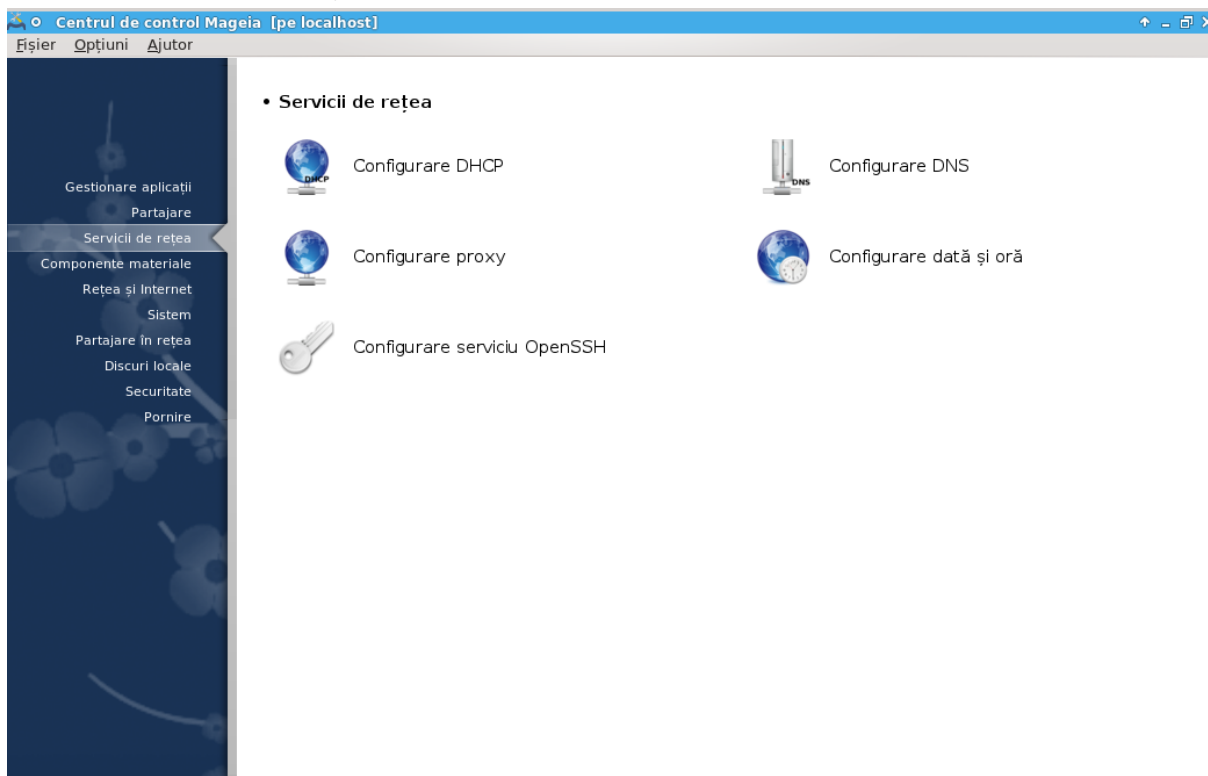 Centrul de control Mageia [pe localhost]
Fișier Opțiuni Ajutor
Gestionare aplicații
Partajare
Servicii de rețea
Componente materiale
Rețea și Internet
Sistem
Partajare în rețea
Discuri locale
Securitate
Pornire
• Servicii de rețea
DHCP
Configurare DHCP
DNS
Configurare DNS
Configurare proxy
Configurare dată și oră
Configurare serviciu OpenSSH